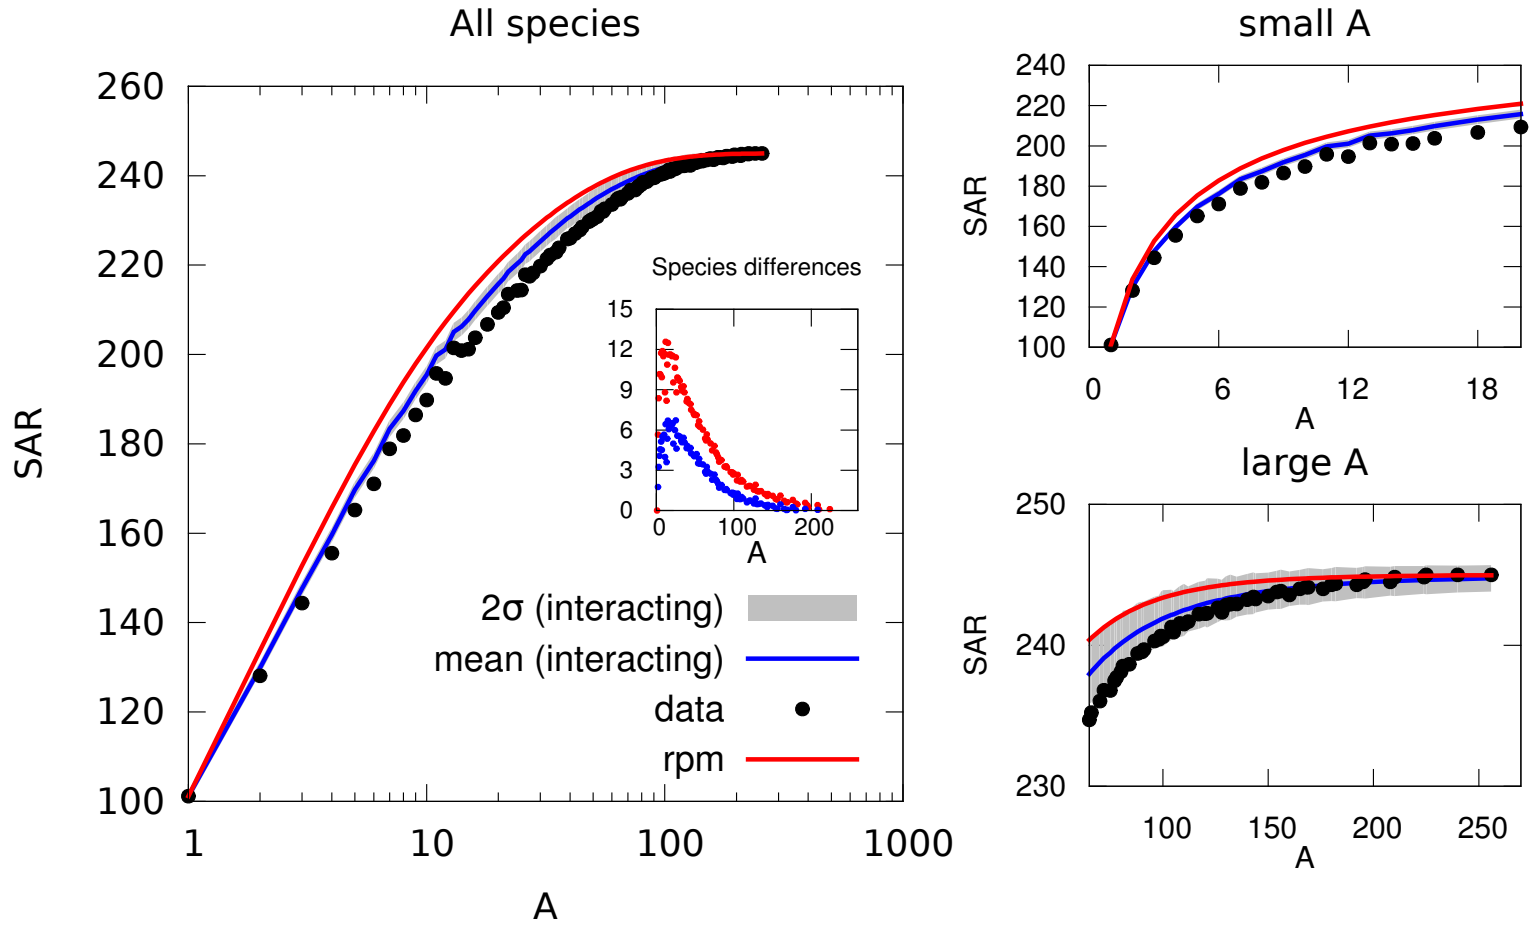 All species
260
240
220
200
180
160
140
120
100
SAR
1
10
100
1000
A
Species differences
15
12
9
6
3
0
0
100
200
A
2σ (interacting)
mean (interacting)
data
rpm
small A
240
220
200
180
160
140
120
100
SAR
0
6
12
18
A
large A
250
240
230
SAR
100
150
200
250
A